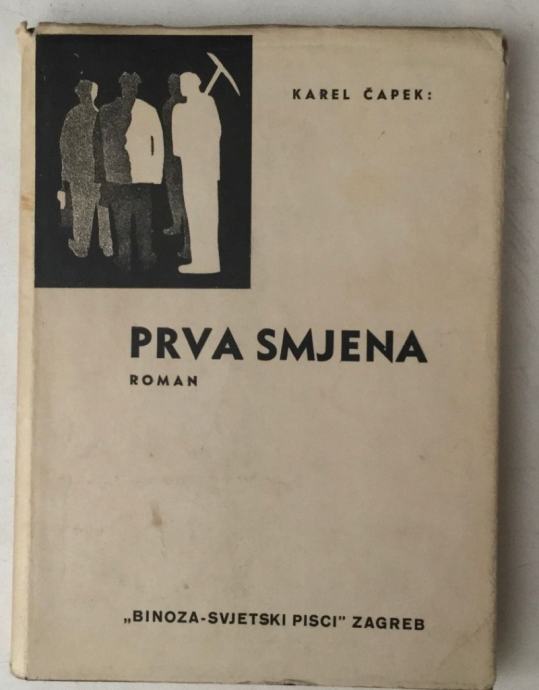 KAREL ČAPEK:
PRVA SMJENA
ROMAN
„BINOZA-SVJETSKI PISCI” ZAGREB